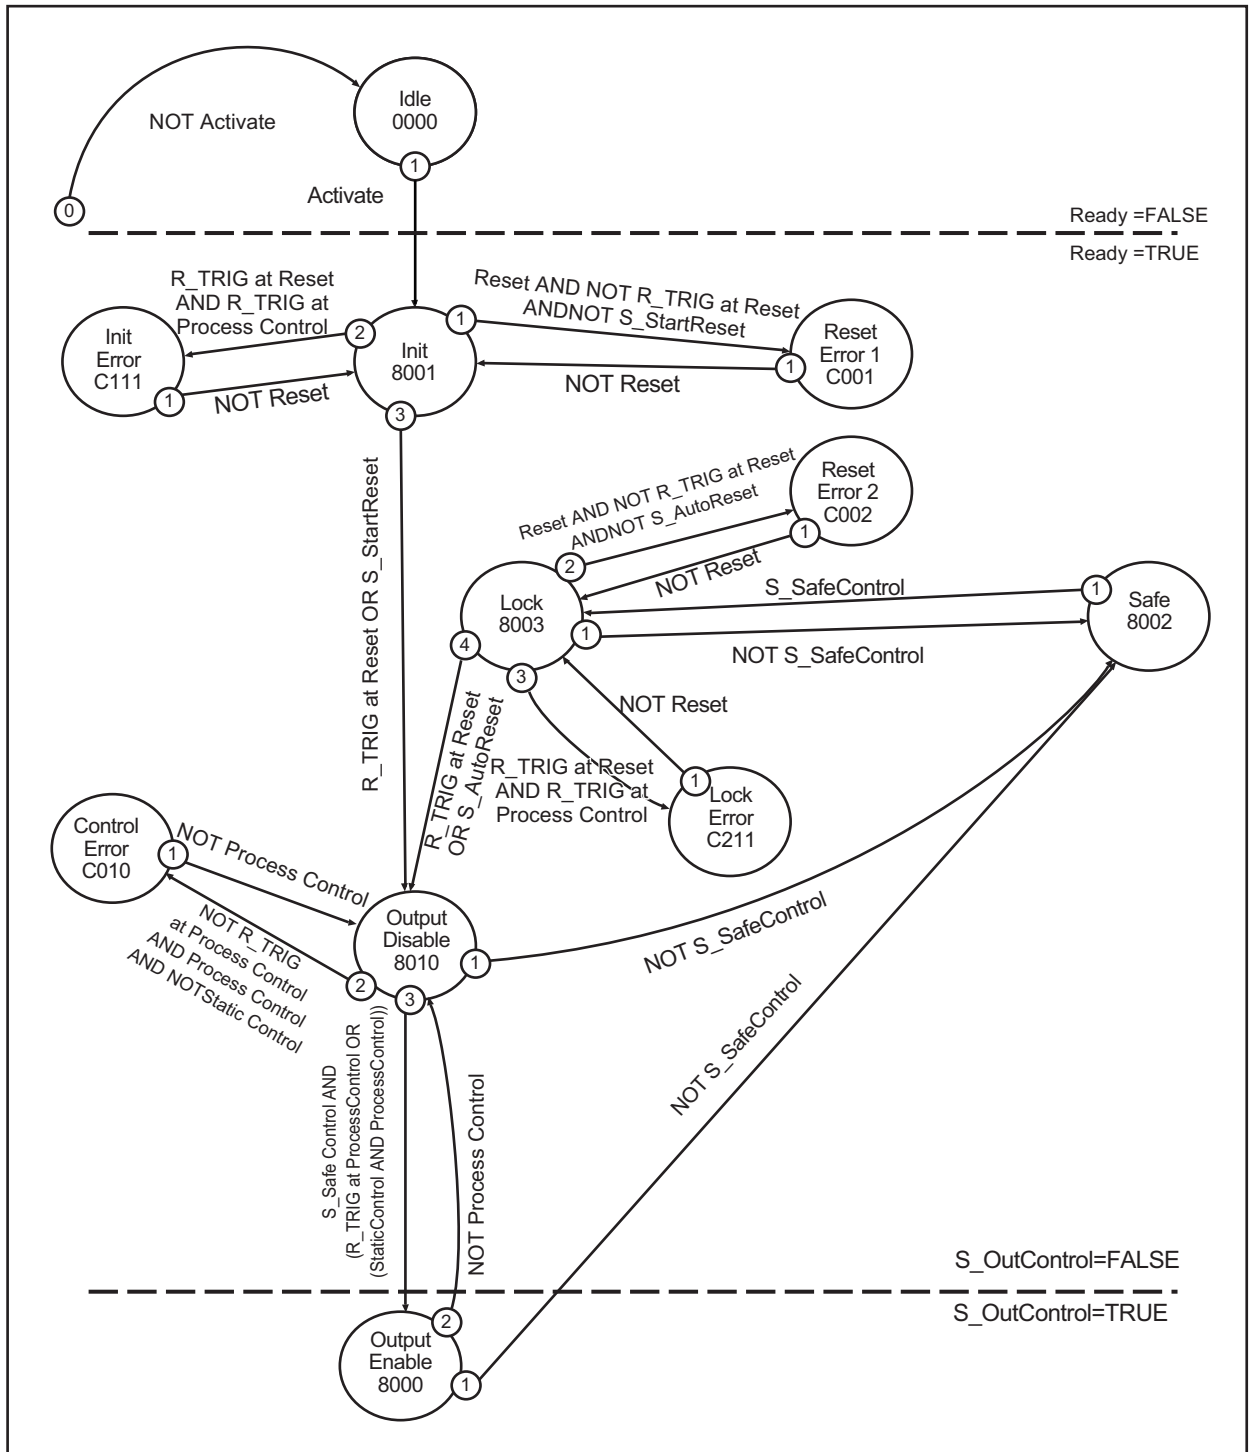 Idle
0000
NOT Activate
1
Activate
0
Ready =FALSE
Ready =TRUE
R_TRIG at Reset
AND R_TRIG at
Process Control
Reset AND NOT R_TRIG at Reset
ANDNOT S_StartReset
Init
Error
C111
2
1
Init
8001
Reset
Error 1
C001
1
NOT Reset
1
NOT Reset
3
R_TRIG at Reset OR S_StartReset
Reset AND NOT R_TRIG at Reset
ANDNOT S_AutoReset
Reset
Error 2
C002
1
2
NOT Reset
S_SafeControl
1
Safe
8002
Lock
8003
4
1
NOT S_SafeControl
3
NOT Reset
R_TRIG at Reset
OR S_AutoReset
R_TRIG at Reset
AND R_TRIG at
Process Control
1
Lock
Error
C211
Control
Error
C010
1
NOT Process Control
NOT R_TRIG
at Process Control
AND Process Control
AND NOTStatic Control
Output
Disable
8010
1
2
3
NOT S_SafeControl
NOT S_SafeControl
S_Safe Control AND
(R_TRIG at ProcessControl OR
(StaticControl AND ProcessControl))
NOT Process Control
S_OutControl=FALSE
S_OutControl=TRUE
2
Output
Enable
8000
1